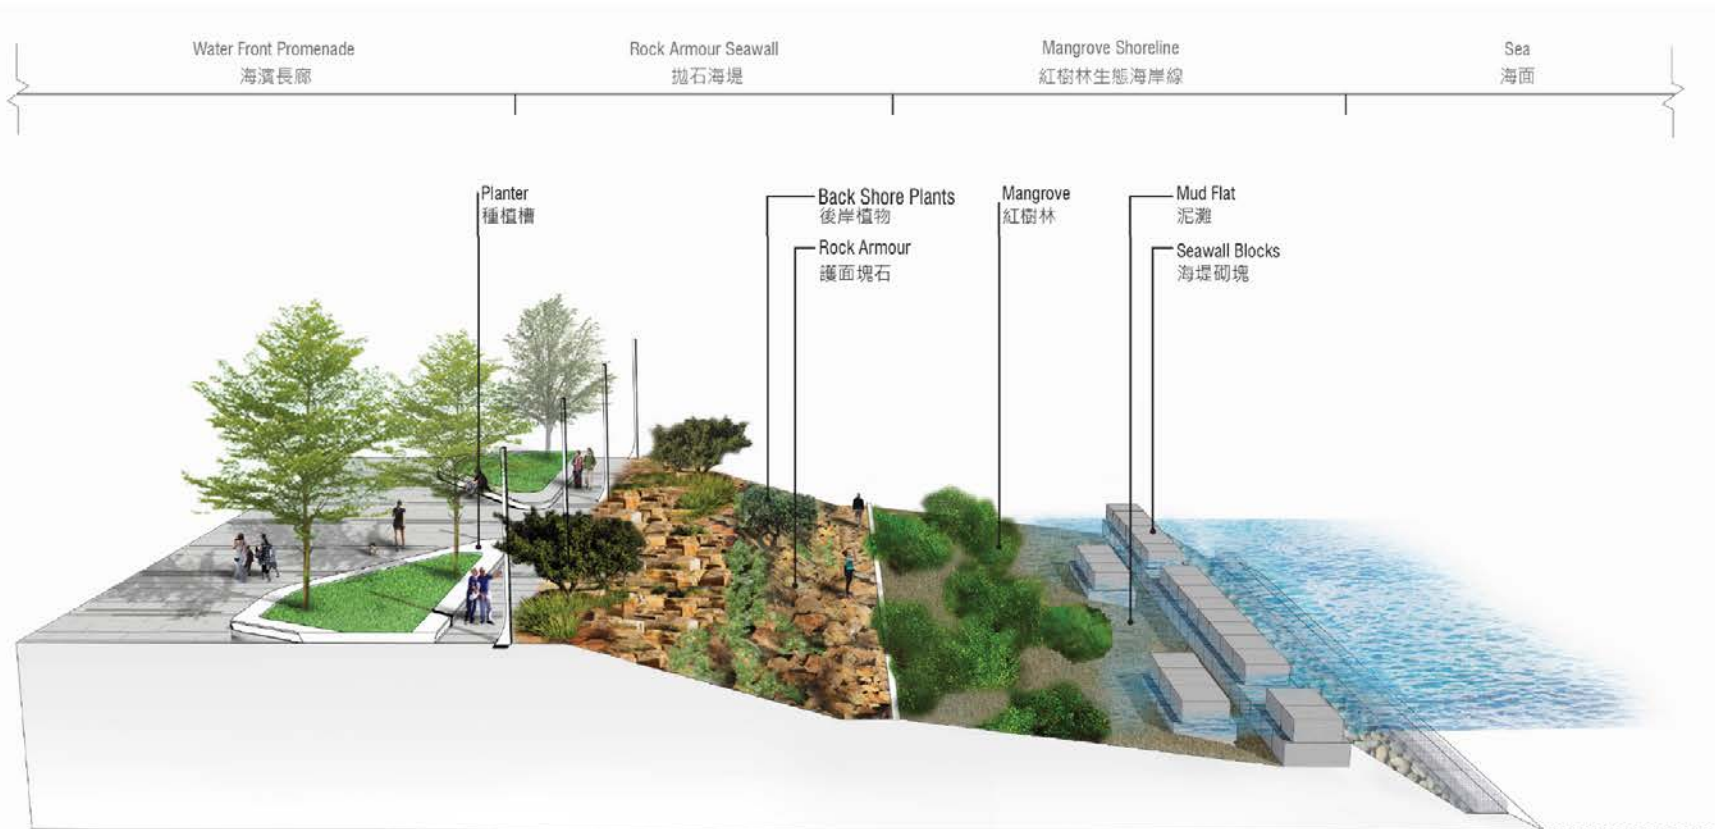 Water Front Promenade
海濱長廊
Rock Armour Seawall
拋石海堤
Mangrove Shoreline
紅樹林生態海岸線
Sea
海面
Planter
種植槽
Back Shore Plants
後岸植物
Rock Armour
護面塊石
Mangrove
紅樹林
Mud Flat
泥灘
Seawall Blocks
海堤砌塊